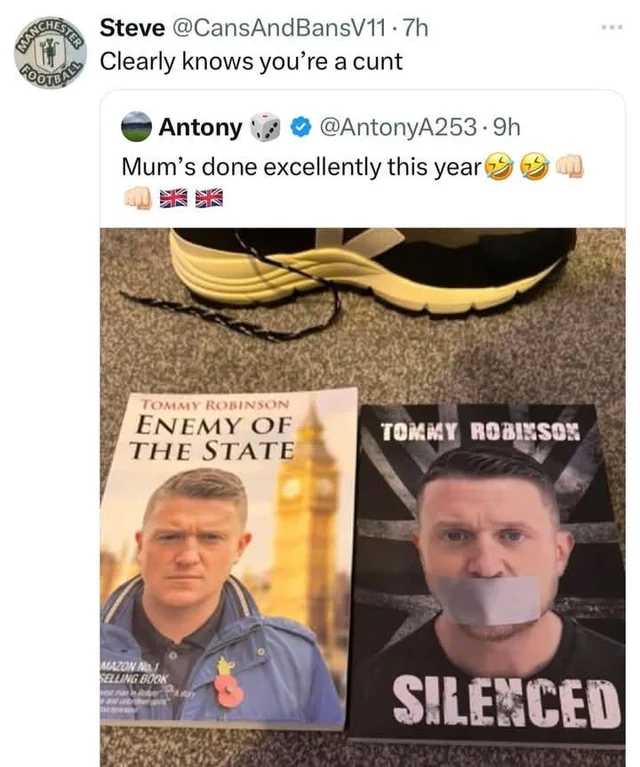 MANCHESTER
FOOTBALL
Steve @CansAndBansV11 · 7h
Clearly knows you're a cunt
Antony 🎲 @AntonyA253 · 9h
Mum's done excellently this year🤣🤣👊🏻
👊🏻🇬🇧🇬🇧
TOMMY ROBINSON
ENEMY OF
THE STATE
MAZON No.1
SELLING BOOK
TOMMY ROBINSON
SILENCED